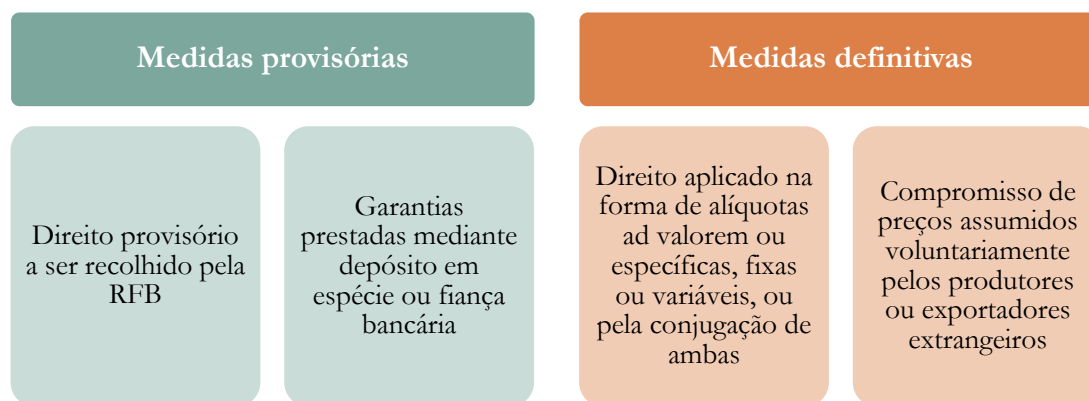 Medidas provisórias
Medidas definitivas
Direito provisório
a ser recolhido pela
RFB
Garantias
prestadas mediante
depósito em
espécie ou fiança
bancária
Direito aplicado na
forma de alíquotas
ad valorem ou
específicas, fixas
ou variáveis, ou
pela conjugação de
ambas
Compromisso de
preços assumidos
voluntariamente
pelos produtores
ou exportadores
extrangeiros